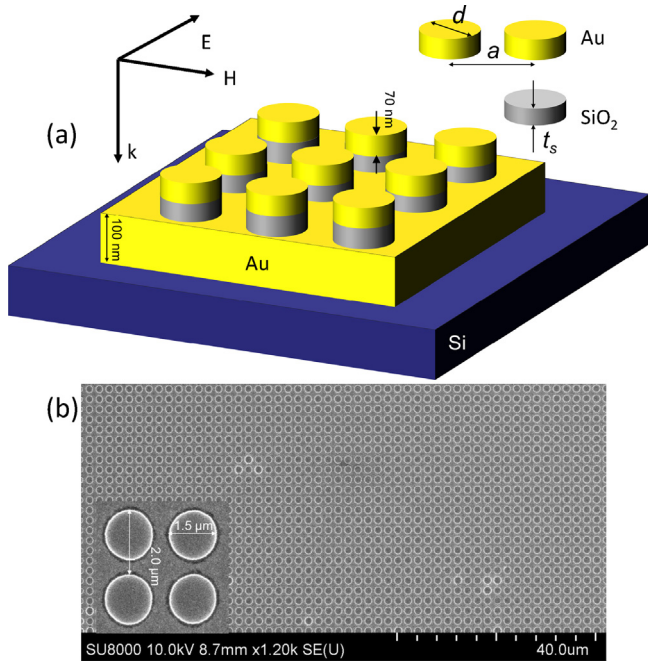 (a)
E
H
k
d
a
Au
SiO₂
tₛ
70 nm
100 nm
Au
Si
(b)
1.5 μm
2.0 μm
SU8000 10.0kV 8.7mm x1.20k SE(U)
40.0um